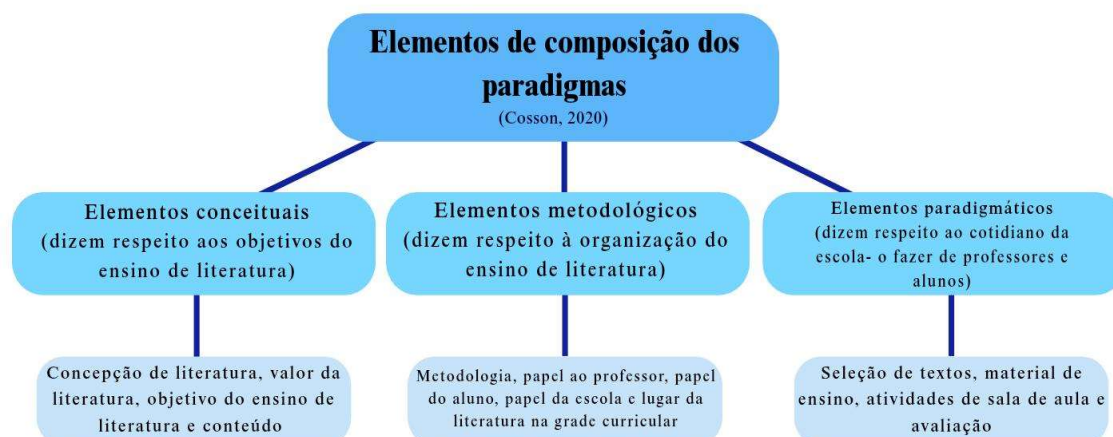 Elementos de composição dos
paradigmas
(Cosson, 2020)
Elementos conceituais
(dizem respeito aos objetivos do
ensino de literatura)
Elementos metodológicos
(dizem respeito à organização do
ensino de literatura)
Elementos paradigmáticos
(dizem respeito ao cotidiano da
escola- o fazer de professores e
alunos)
Concepção de literatura, valor da
literatura, objetivo do ensino de
literatura e conteúdo
Metodologia, papel ao professor, papel
do aluno, papel da escola e lugar da
literatura na grade curricular
Seleção de textos, material de
ensino, atividades de sala de aula e
avaliação